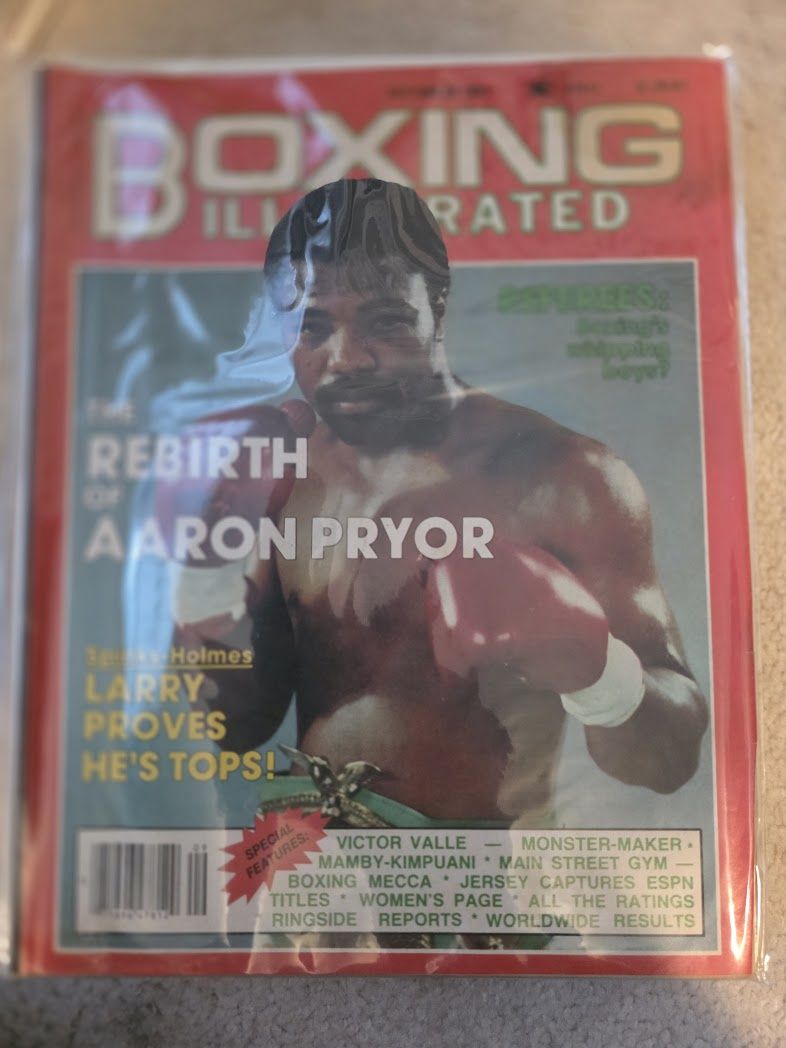 BOXING
ILLUSTRATED
REFEREES:
Boxing's
whipping
boys?
THE
REBIRTH
OF
AARON PRYOR
Spinks-Holmes
LARRY
PROVES
HE'S TOPS!
09
SPECIAL
FEATURES:
VICTOR VALLE — MONSTER-MAKER *
MAMBY-KIMPUANI * MAIN STREET GYM —
BOXING MECCA * JERSEY CAPTURES ESPN
TITLES * WOMEN'S PAGE * ALL THE RATINGS
RINGSIDE REPORTS * WORLDWIDE RESULTS